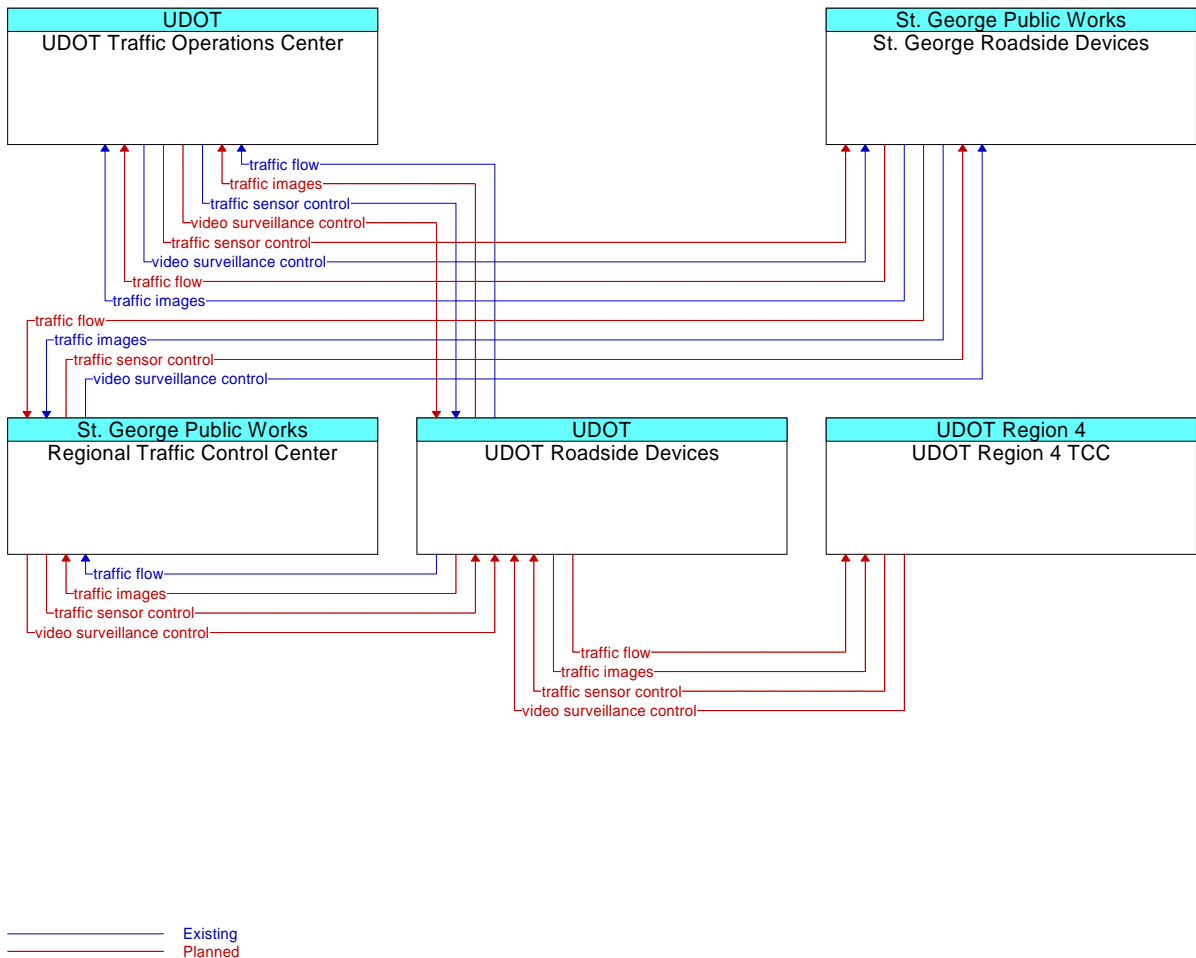 UDOT
UDOT Traffic Operations Center
St. George Public Works
St. George Roadside Devices
traffic flow
traffic images
traffic sensor control
video surveillance control
traffic sensor control
video surveillance control
traffic flow
traffic images
traffic flow
traffic images
traffic sensor control
video surveillance control
St. George Public Works
Regional Traffic Control Center
UDOT
UDOT Roadside Devices
UDOT Region 4
UDOT Region 4 TCC
traffic flow
traffic images
traffic sensor control
video surveillance control
traffic flow
traffic images
traffic sensor control
video surveillance control
Existing
Planned